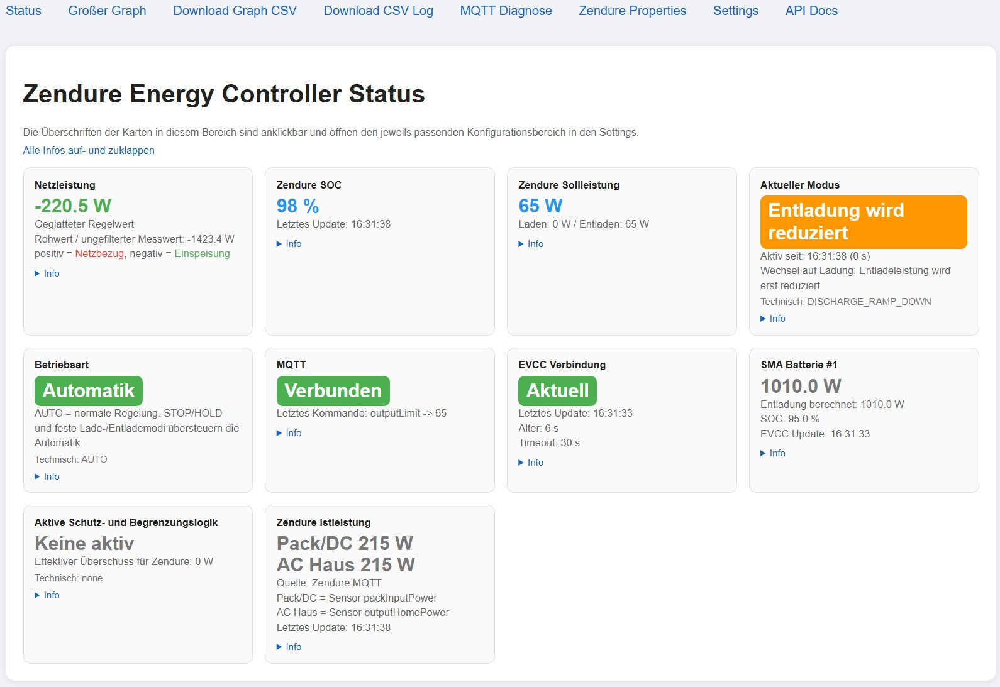 Status Großer Graph Download Graph CSV Download CSV Log MQTT Diagnose Zendure Properties Settings API Docs
Zendure Energy Controller Status
Die Überschriften der Karten in diesem Bereich sind anklickbar und öffnen den jeweils passenden Konfigurationsbereich in den Settings.
Alle Infos auf- und zuklappen
Netzleistung
-220.5 W
Geglätteter Regelwert
Rohwert / ungefilterter Messwert: -1423.4 W
positiv = Netzbezug, negativ = Einspeisung
Info
Zendure SOC
98 %
Letztes Update: 16:31:38
Info
Zendure Sollleistung
65 W
Laden: 0 W / Entladen: 65 W
Info
Aktueller Modus
Entladung wird
reduziert
Aktiv seit: 16:31:38 (0 s)
Wechsel auf Ladung: Entladeleistung wird
erst reduziert
Technisch: DISCHARGE_RAMP_DOWN
Info
Betriebsart
Automatik
AUTO = normale Regelung. STOP/HOLD
und feste Lade-/Entlademodi übersteuern die
Automatik.
Technisch: AUTO
Info
MQTT
Verbunden
Letztes Kommando: outputLimit -> 65
Info
EVCC Verbindung
Aktuell
Letztes Update: 16:31:33
Alter: 6 s
Timeout: 30 s
Info
SMA Batterie #1
1010.0 W
Entladung berechnet: 1010.0 W
SOC: 95.0 %
EVCC Update: 16:31:33
Info
Aktive Schutz- und Begrenzungslogik
Keine aktiv
Effektiver Überschuss für Zendure: 0 W
Technisch: none
Info
Zendure Istleistung
Pack/DC 215 W
AC Haus 215 W
Quelle: Zendure MQTT
Pack/DC = Sensor packInputPower
AC Haus = Sensor outputHomePower
Letztes Update: 16:31:38
Info